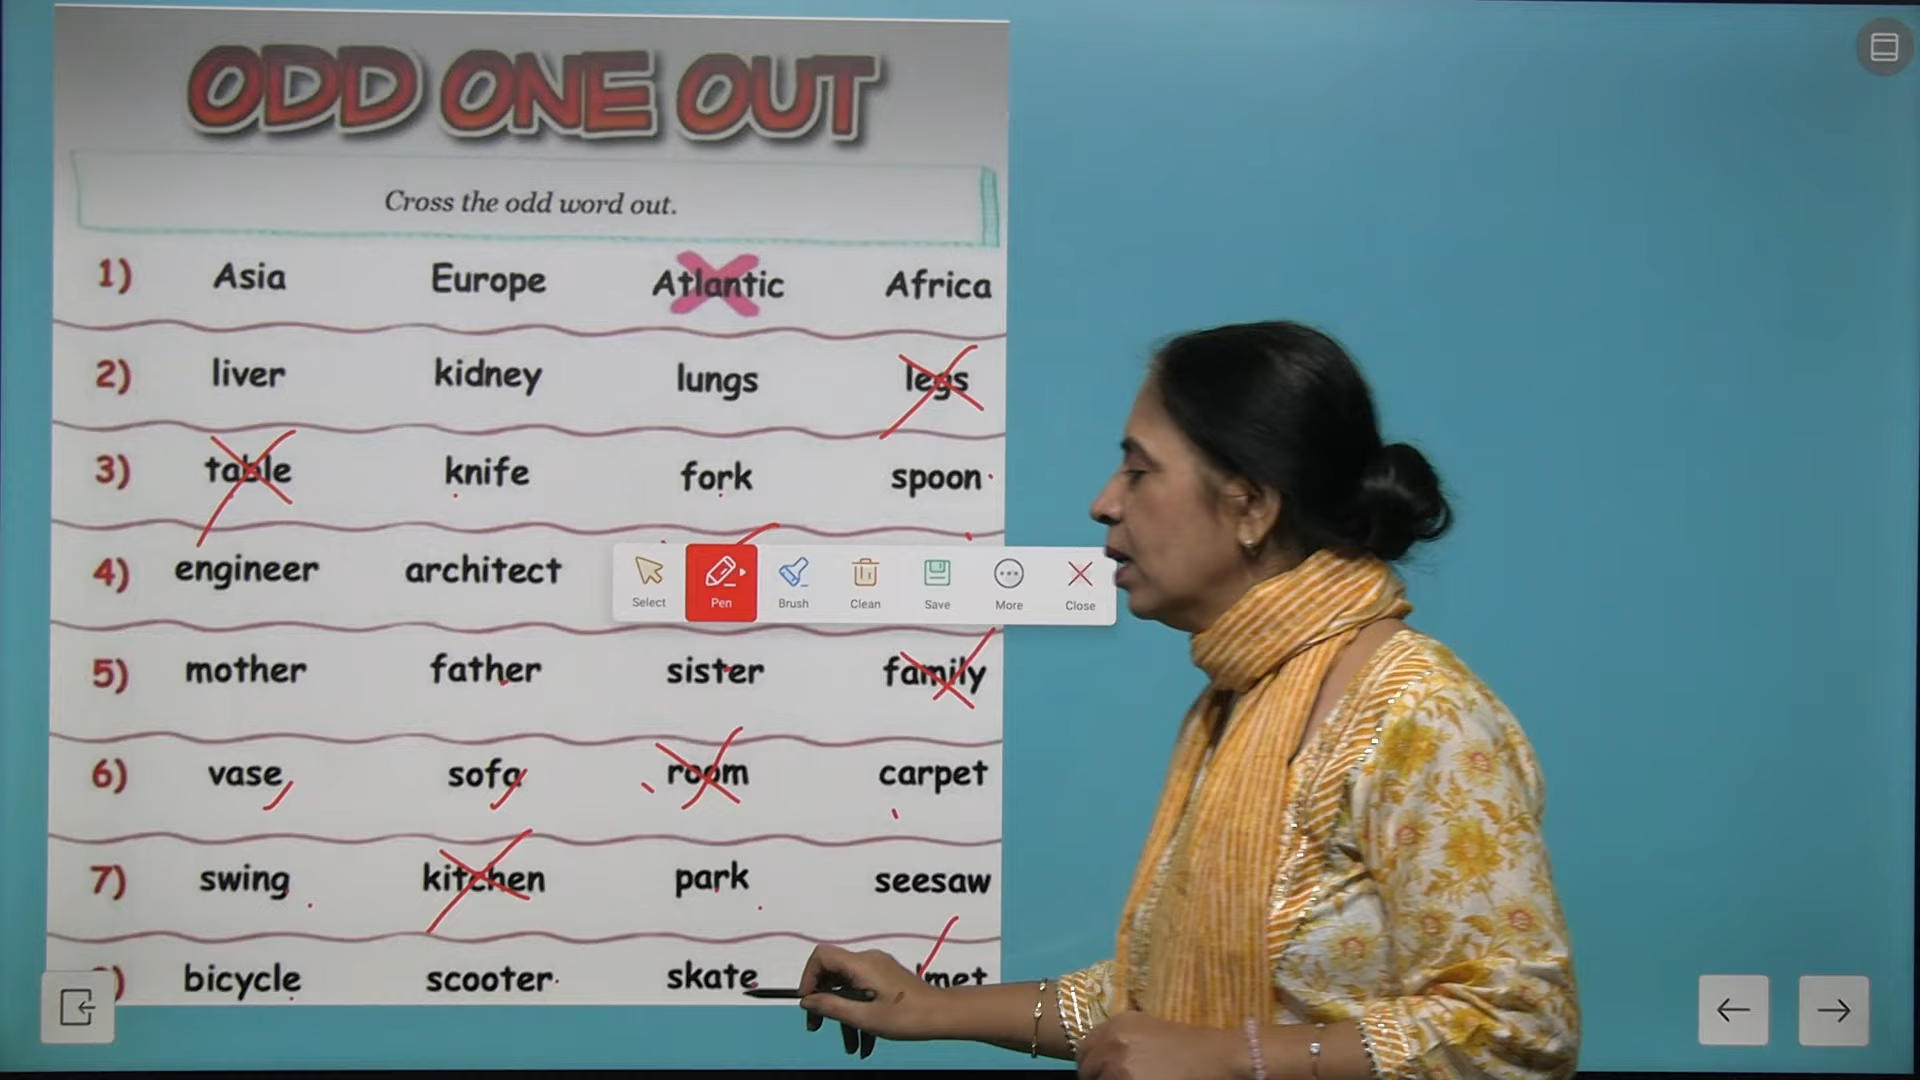 ODD ONE OUT
Cross the odd word out.
1) Asia Europe Atlantic Africa
2) liver kidney lungs legs
3) table knife fork spoon
4) engineer architect
Select Pen Brush Clean Save More Close
5) mother father sister family
6) vase sofa room carpet
7) swing kitchen park seesaw
bicycle scooter skate